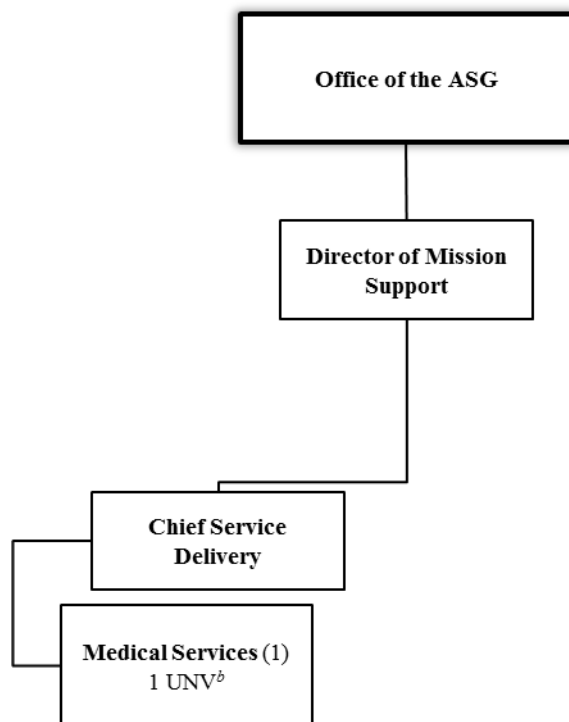 Office of the ASG
Director of Mission
Support
Chief Service
Delivery
Medical Services (1)
1 UNVᵇ